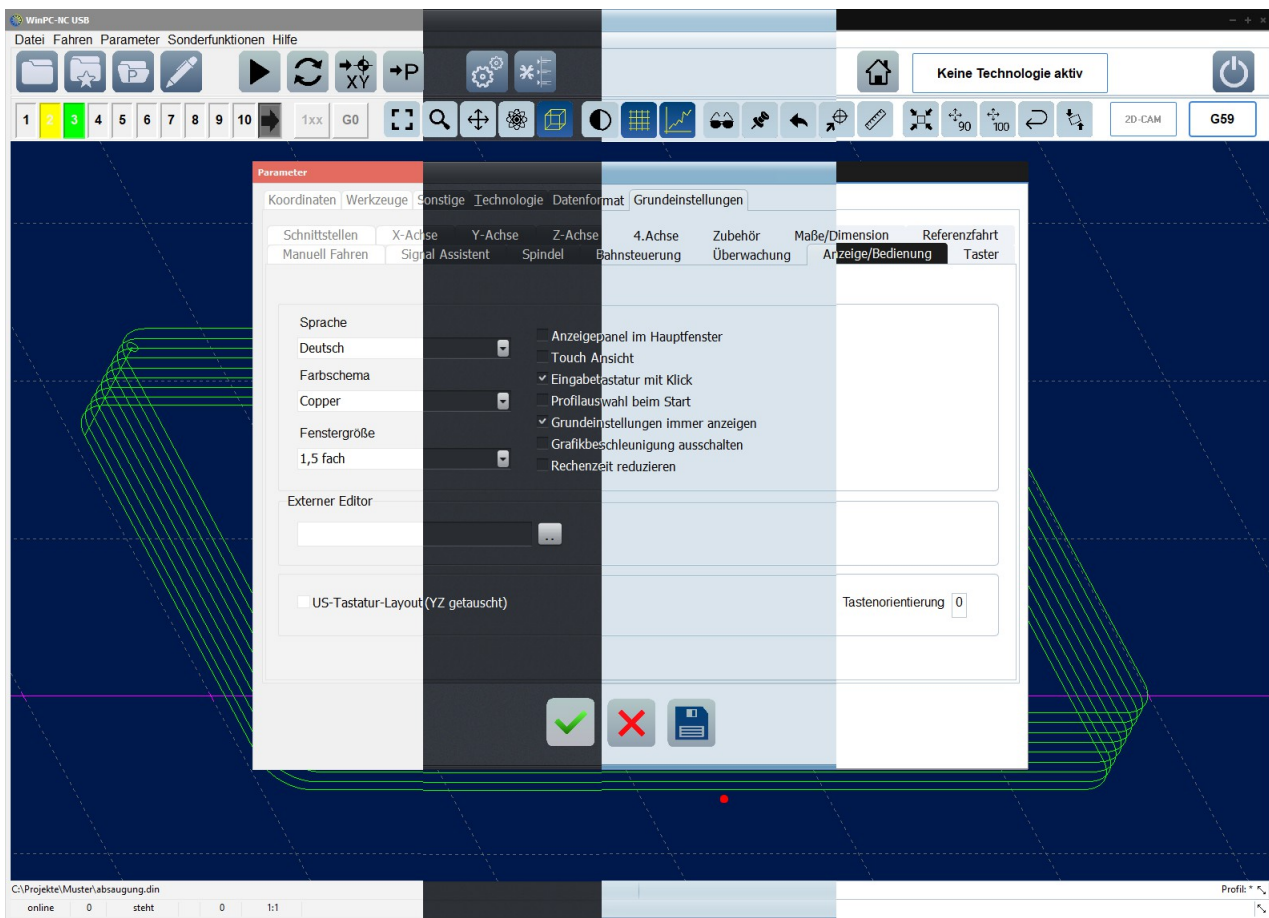 WinPC-NC USB
Datei Fahren Parameter Sonderfunktionen Hilfe
P XY P
Keine Technologie aktiv
1 2 3 4 5 6 7 8 9 10 1xx G0 90 100 2D-CAM G59
Parameter
Koordinaten Werkzeuge Sonstige Technologie Datenformat Grundeinstellungen
Schnittstellen X-Achse Y-Achse Z-Achse 4.Achse Zubehör Maße/Dimension Referenzfahrt
Manuell Fahren Signal Assistent Spindel Bahnsteuerung Überwachung Anzeige/Bedienung Taster
Sprache
Deutsch
Farbschema
Copper
Fenstergröße
1,5 fach
Anzeigepanel im Hauptfenster
Touch Ansicht
Eingabetastatur mit Klick
Profilauswahl beim Start
Grundeinstellungen immer anzeigen
Grafikbeschleunigung ausschalten
Rechenzeit reduzieren
Externer Editor
..
US-Tastatur-Layout (YZ getauscht)
Tastenorientierung 0
C:\Projekte\Muster\absaugung.din
Profil: *
online 0 steht 0 1:1